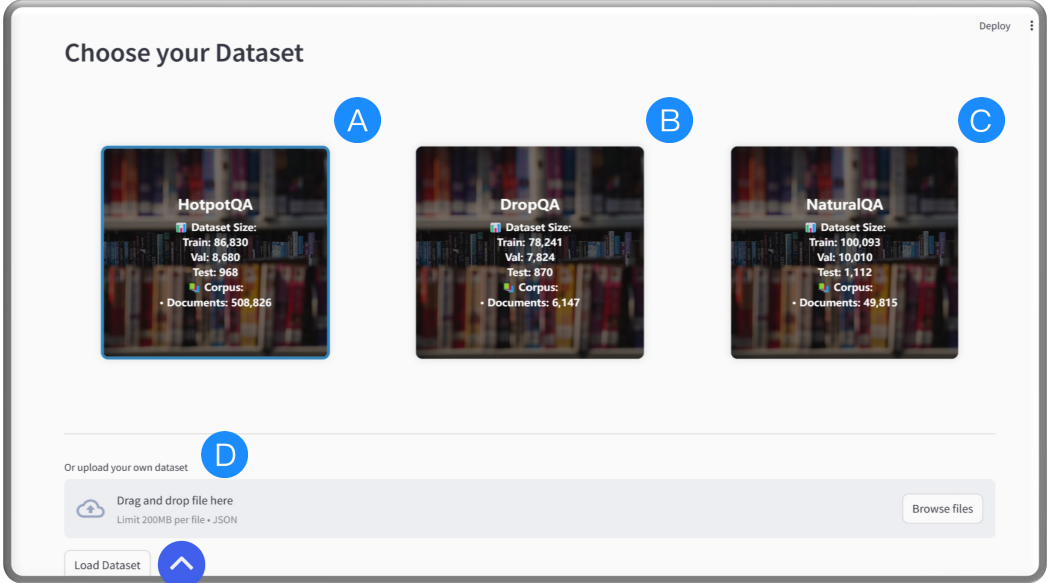 Deploy
Choose your Dataset
A
B
C
HotpotQA
Dataset Size:
Train: 86,830
Val: 8,680
Test: 968
Corpus:
• Documents: 508,826
DropQA
Dataset Size:
Train: 78,241
Val: 7,824
Test: 870
Corpus:
• Documents: 6,147
NaturalQA
Dataset Size:
Train: 100,093
Val: 10,010
Test: 1,112
Corpus:
• Documents: 49,815
D
Or upload your own dataset
Drag and drop file here
Limit 200MB per file • JSON
Browse files
Load Dataset